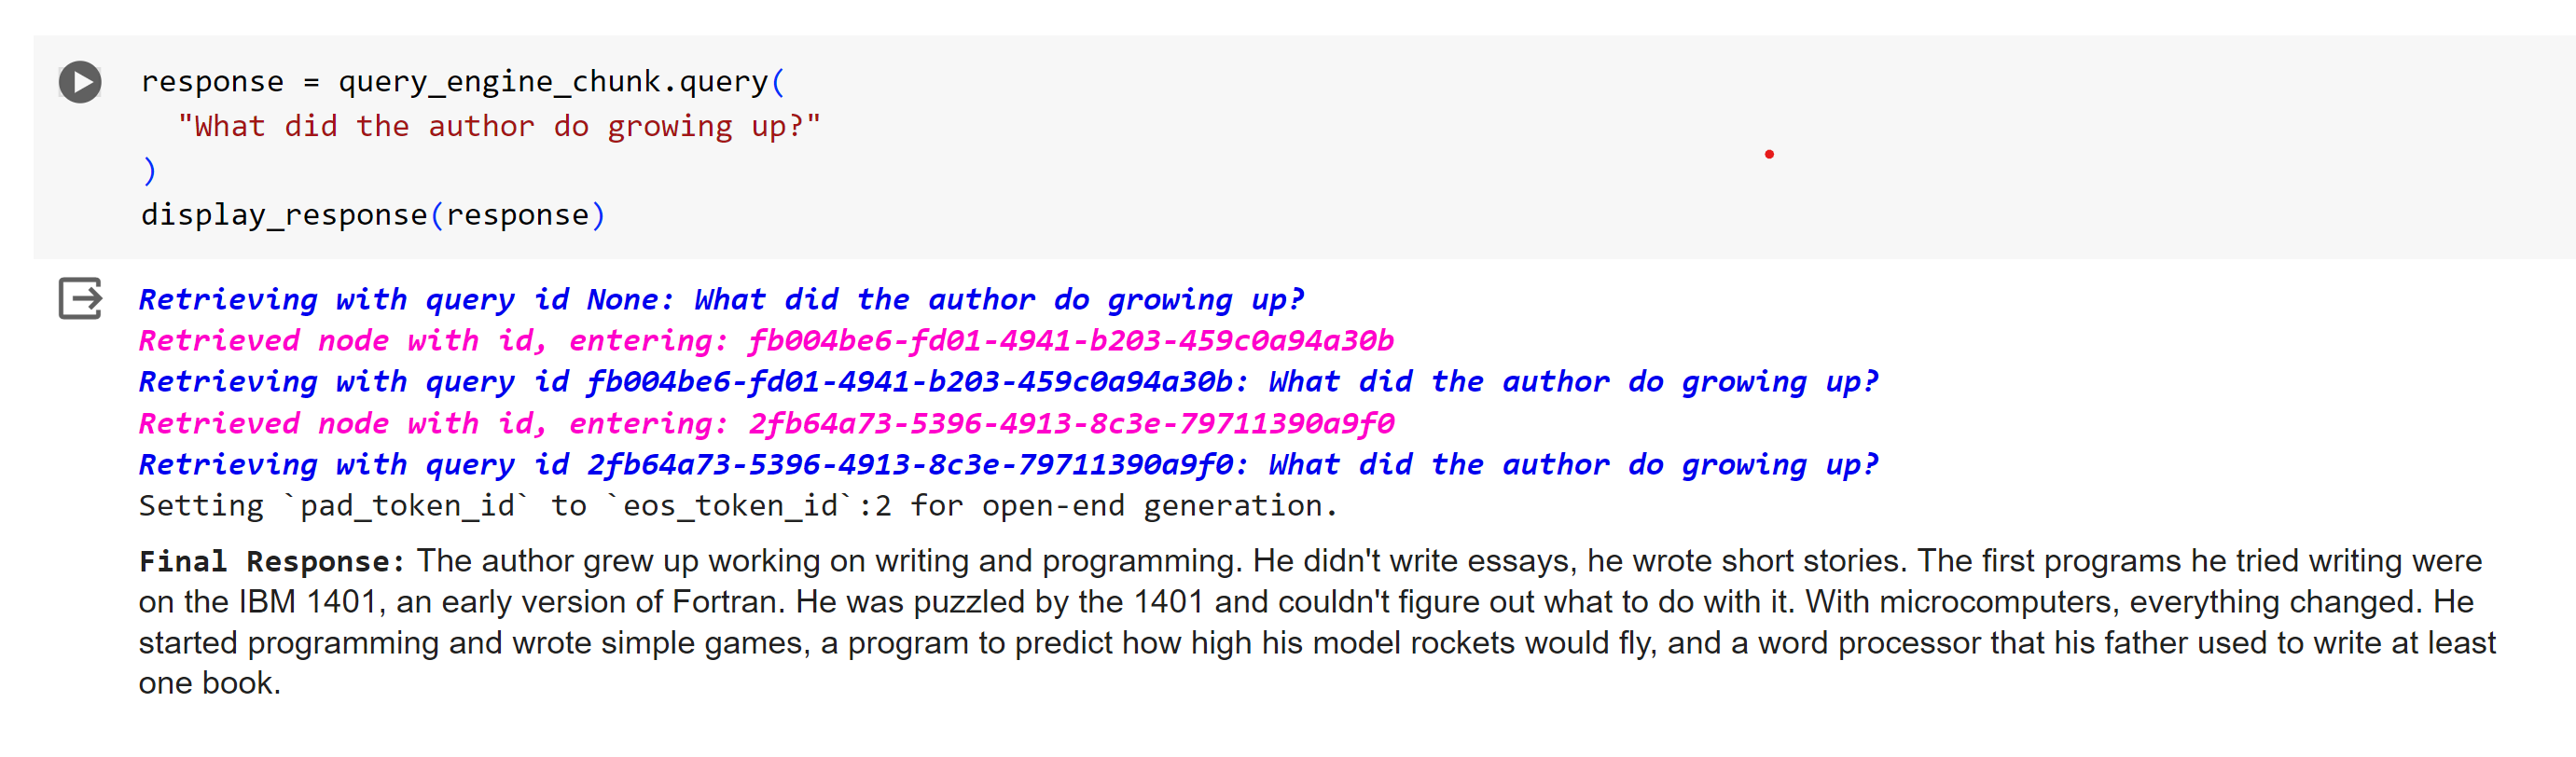 response = query_engine_chunk.query(
  "What did the author do growing up?"
)
display_response(response)
Retrieving with query id None: What did the author do growing up?
Retrieved node with id, entering: fb004be6-fd01-4941-b203-459c0a94a30b
Retrieving with query id fb004be6-fd01-4941-b203-459c0a94a30b: What did the author do growing up?
Retrieved node with id, entering: 2fb64a73-5396-4913-8c3e-79711390a9f0
Retrieving with query id 2fb64a73-5396-4913-8c3e-79711390a9f0: What did the author do growing up?
Setting `pad_token_id` to `eos_token_id`:2 for open-end generation.
Final Response: The author grew up working on writing and programming. He didn't write essays, he wrote short stories. The first programs he tried writing were
on the IBM 1401, an early version of Fortran. He was puzzled by the 1401 and couldn't figure out what to do with it. With microcomputers, everything changed. He
started programming and wrote simple games, a program to predict how high his model rockets would fly, and a word processor that his father used to write at least
one book.